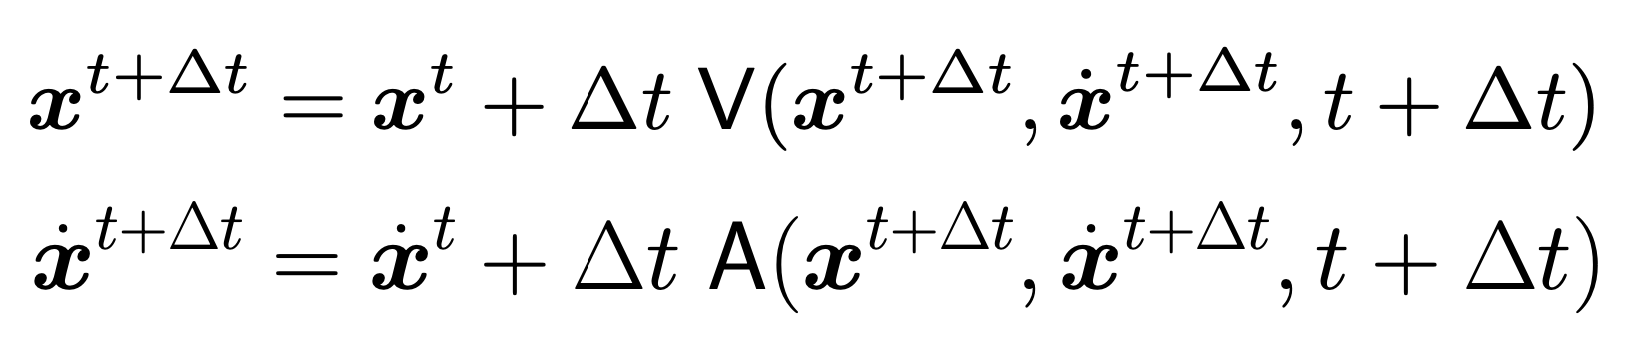 𝒙^{t+Δt} = 𝒙^t + Δt V(𝒙^{t+Δt}, 𝒙̇^{t+Δt}, t + Δt)
𝒙̇^{t+Δt} = 𝒙̇^t + Δt A(𝒙^{t+Δt}, 𝒙̇^{t+Δt}, t + Δt)